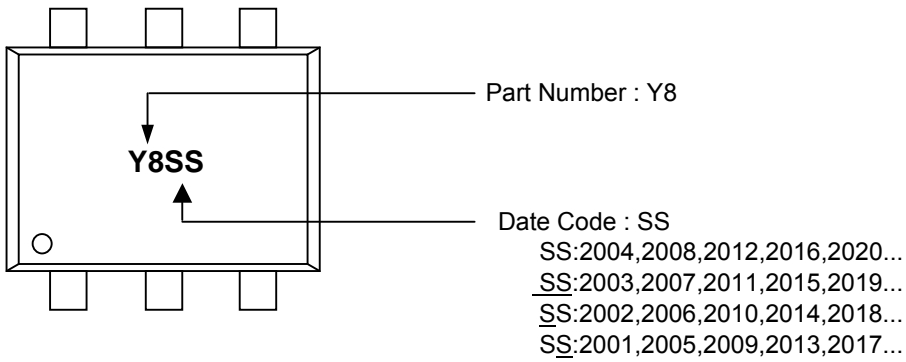 Part Number : Y8
Y8SS
Date Code : SS
SS:2004,2008,2012,2016,2020...
SS:2003,2007,2011,2015,2019...
SS:2002,2006,2010,2014,2018...
SS:2001,2005,2009,2013,2017...